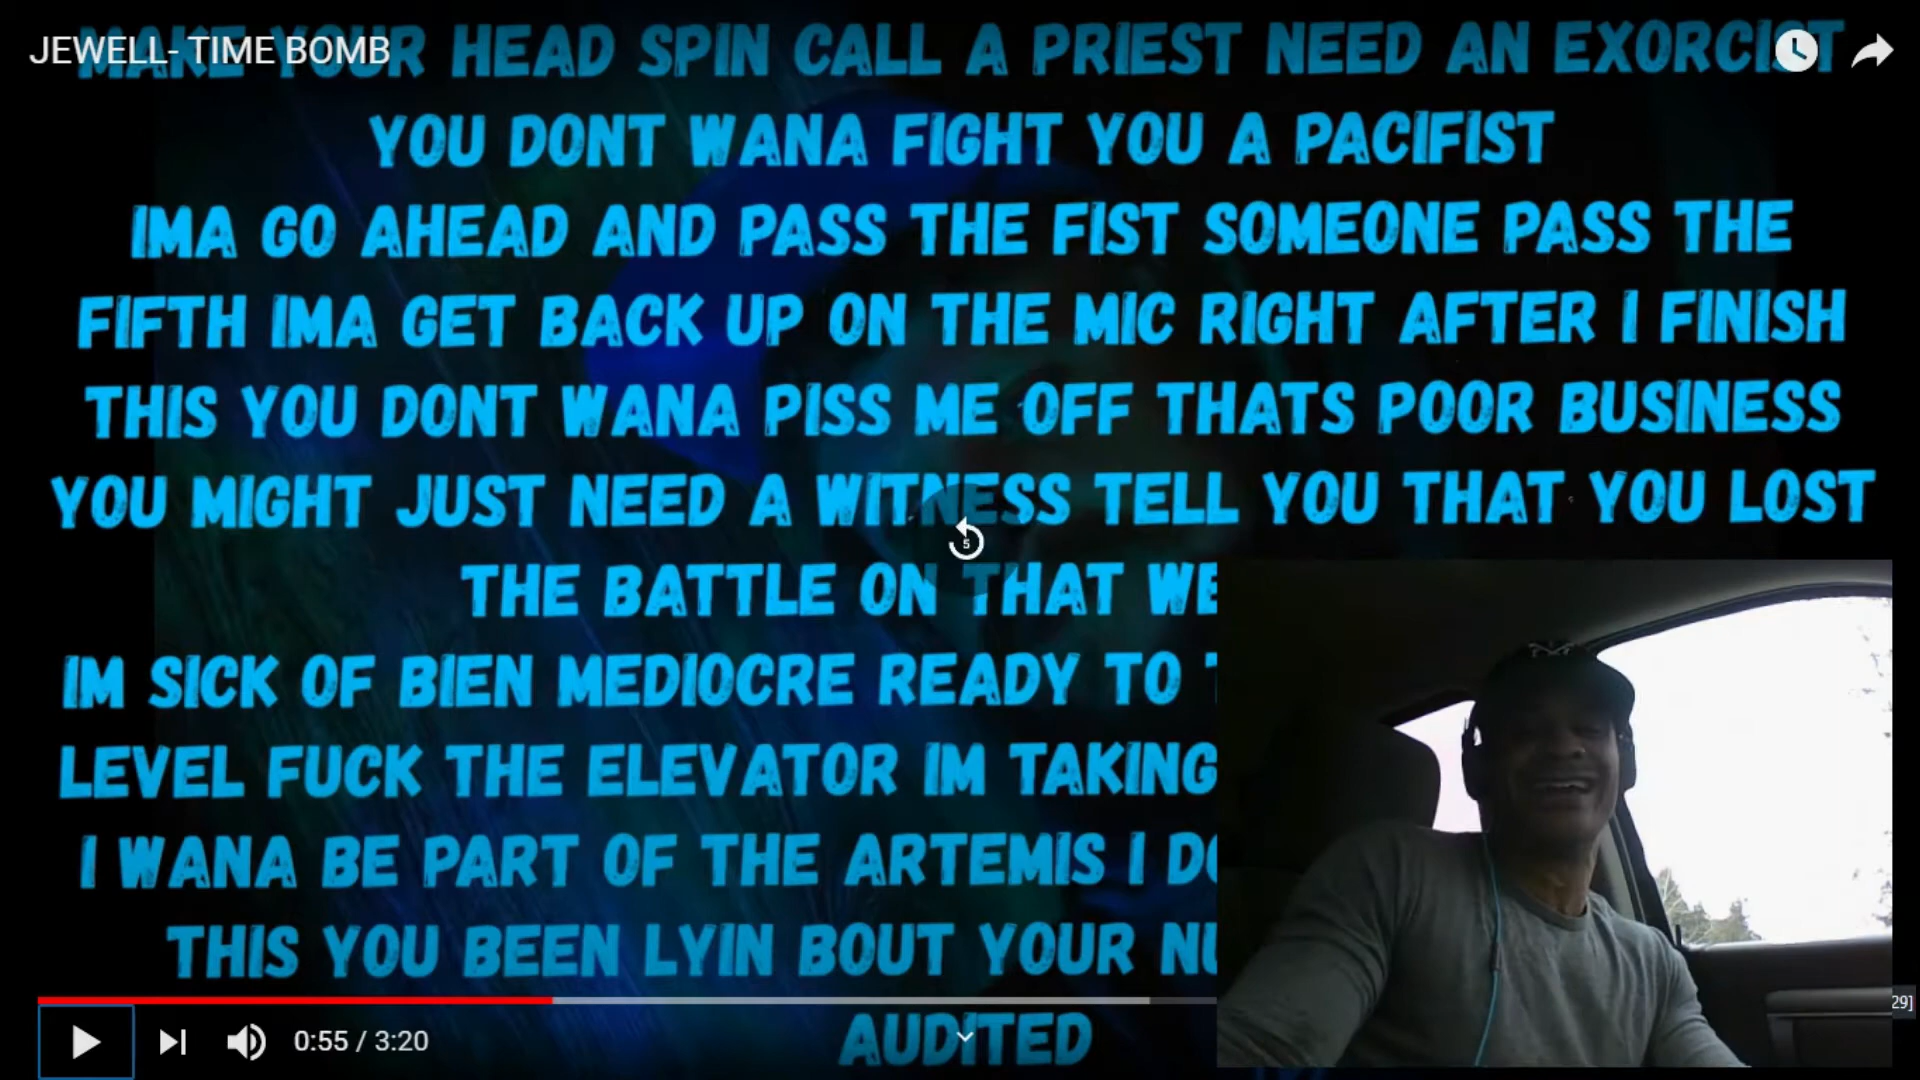 JEWELL- TIME BOMB
MAKE YOUR HEAD SPIN CALL A PRIEST NEED AN EXORCIST
YOU DONT WANA FIGHT YOU A PACIFIST
IMA GO AHEAD AND PASS THE FIST SOMEONE PASS THE
FIFTH IMA GET BACK UP ON THE MIC RIGHT AFTER I FINISH
THIS YOU DONT WANA PISS ME OFF THATS POOR BUSINESS
YOU MIGHT JUST NEED A WITNESS TELL YOU THAT YOU LOST
5
THE BATTLE ON THAT
IM SICK OF BIEN MEDIOCRE READY TO
LEVEL FUCK THE ELEVATOR IM TAKING
I WANA BE PART OF THE ARTEMIS I
THIS YOU BEEN LYIN BOUT YOUR
29]
AUDITED
0:55 / 3:20